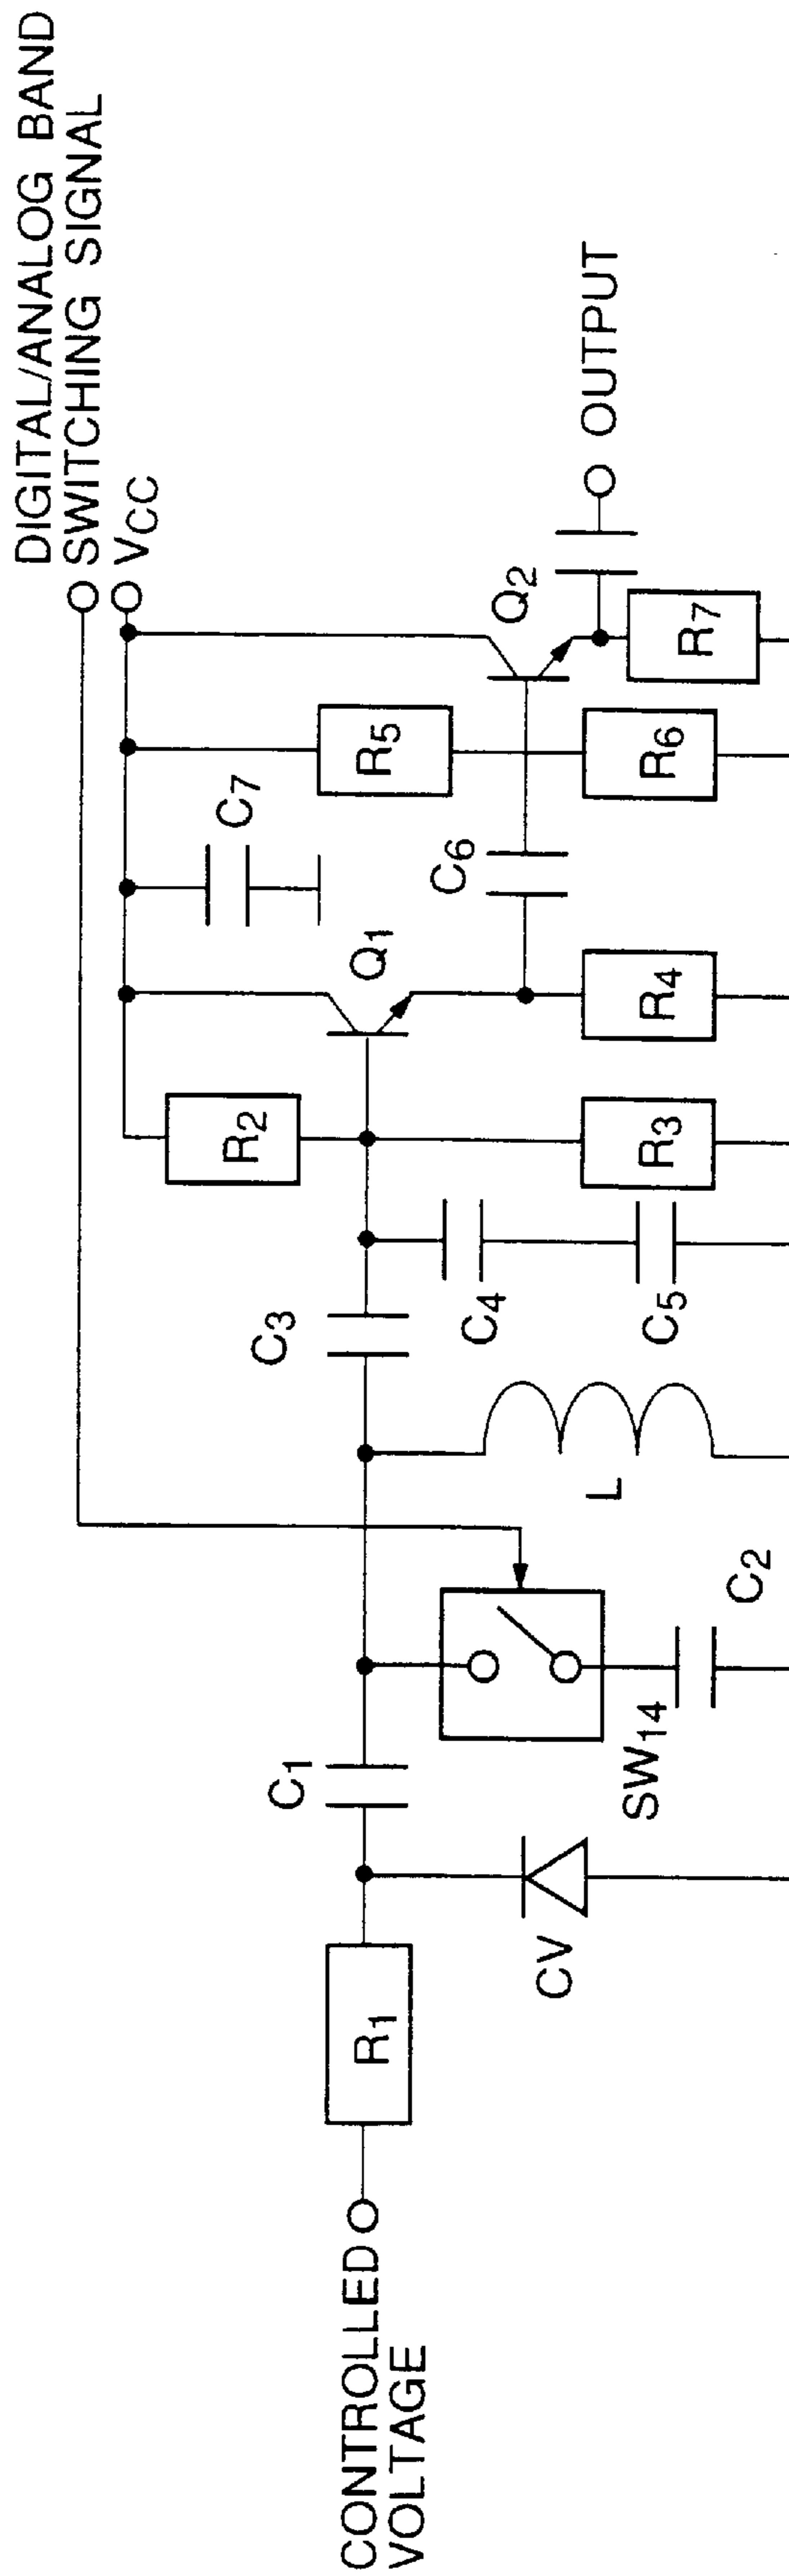 DIGITAL/ANALOG BAND
SWITCHING SIGNAL
VCC
R2
C7
R5
Q1
Q2
C3
C6
OUTPUT
C1
C4
C5
R3
R4
R6
R7
L
CONTROLLED
VOLTAGE
R1
CV
SW14
C2